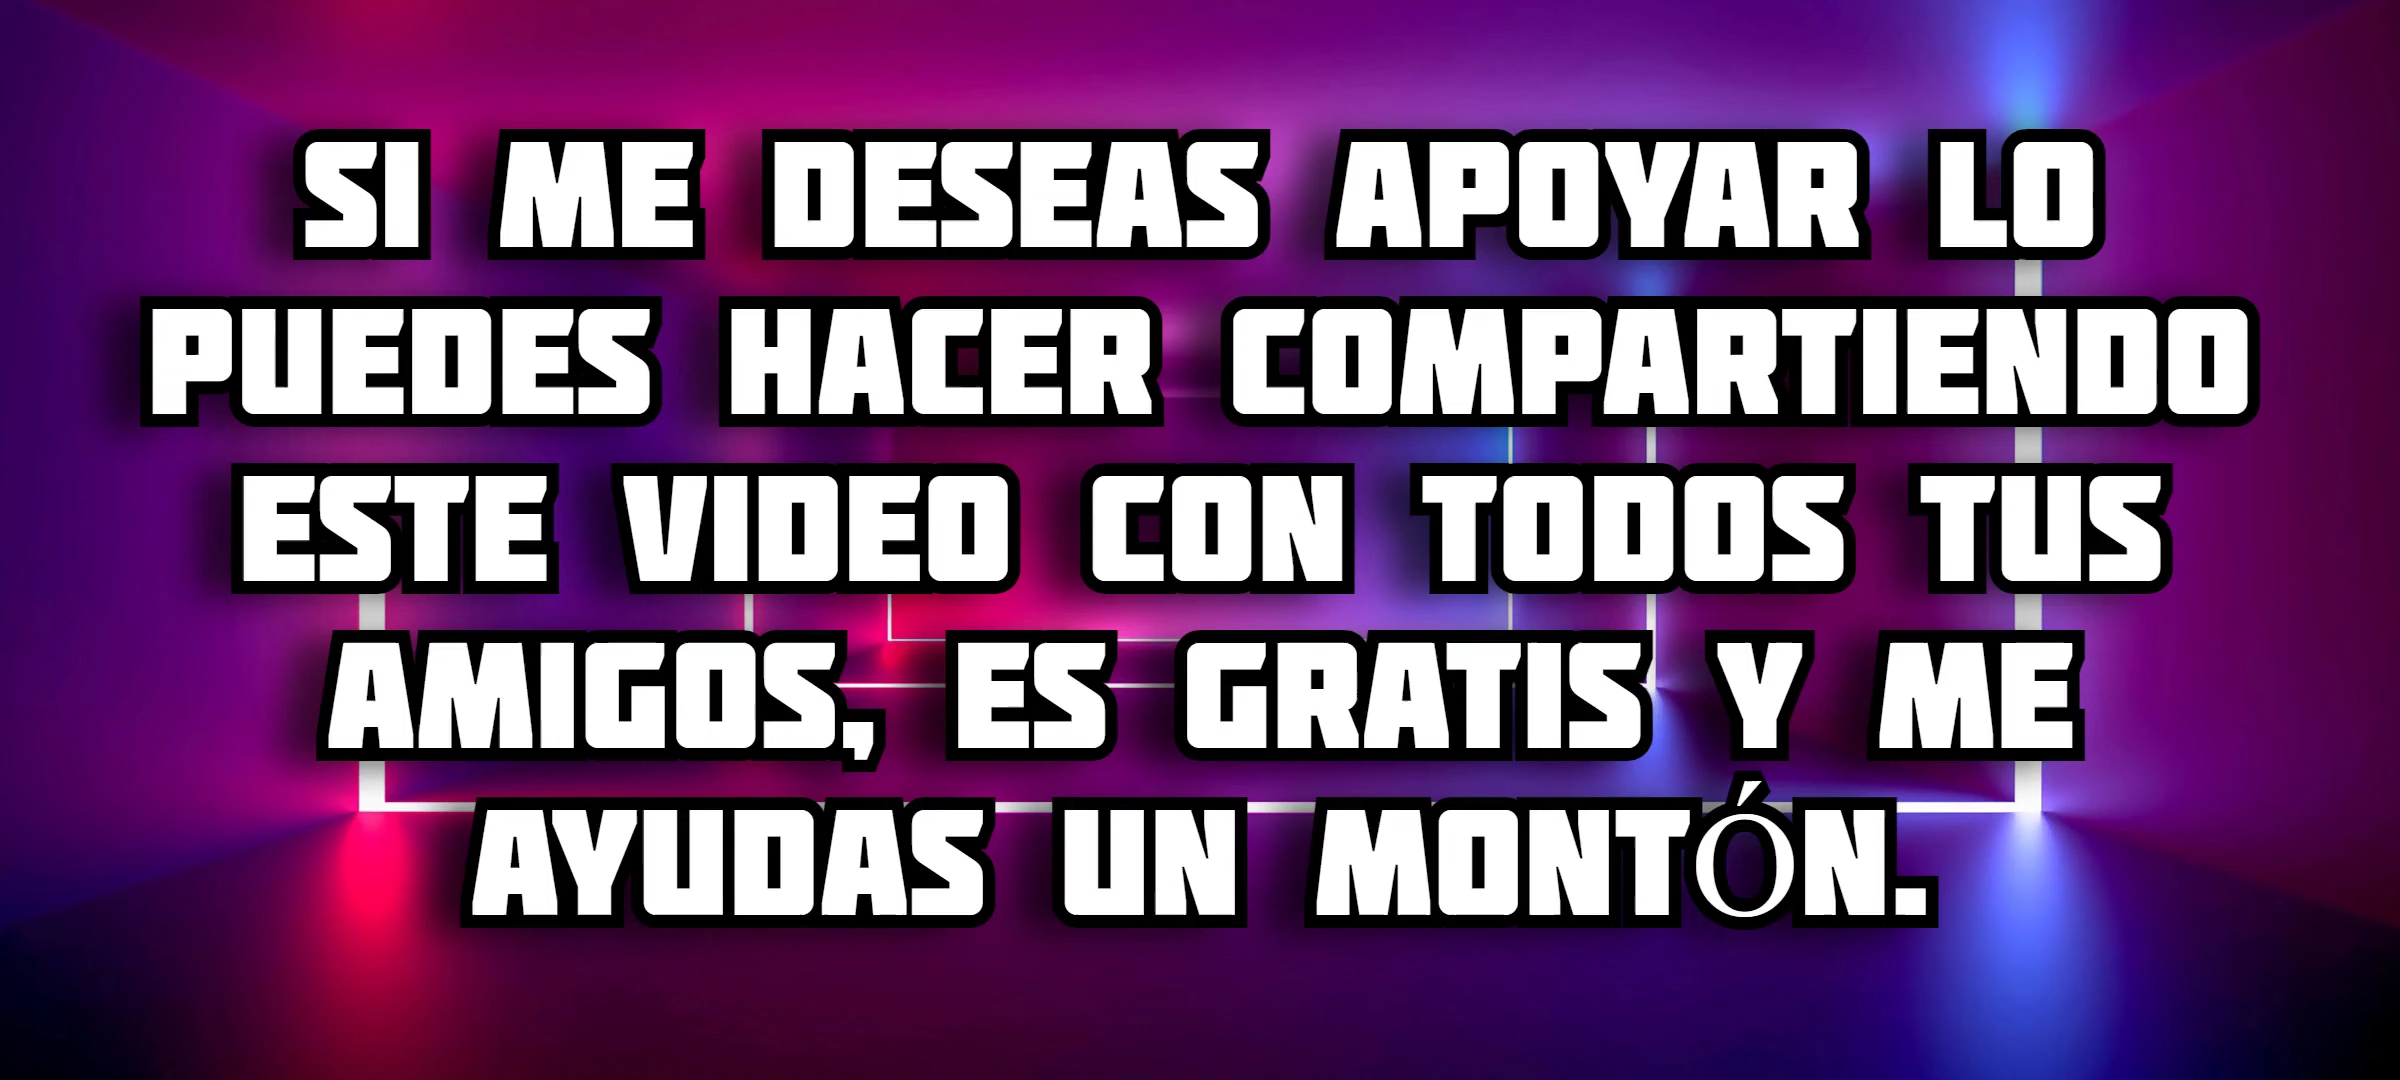 SI ME DESEAS APOYAR LO
PUEDES HACER COMPARTIENDO
ESTE VIDEO CON TODOS TUS
AMIGOS, ES GRATIS Y ME
AYUDAS UN MONTÓN.